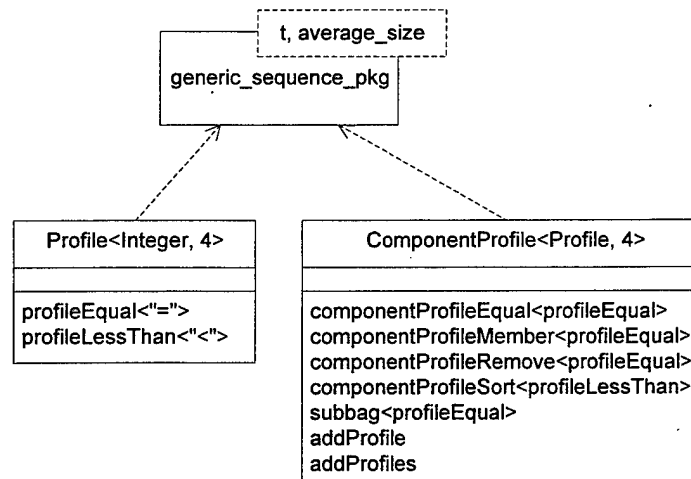 t, average_size
generic_sequence_pkg
Profile<Integer, 4>
profileEqual<"=">
profileLessThan<"<">
ComponentProfile<Profile, 4>
componentProfileEqual<profileEqual>
componentProfileMember<profileEqual>
componentProfileRemove<profileEqual>
componentProfileSort<profileLessThan>
subbag<profileEqual>
addProfile
addProfiles